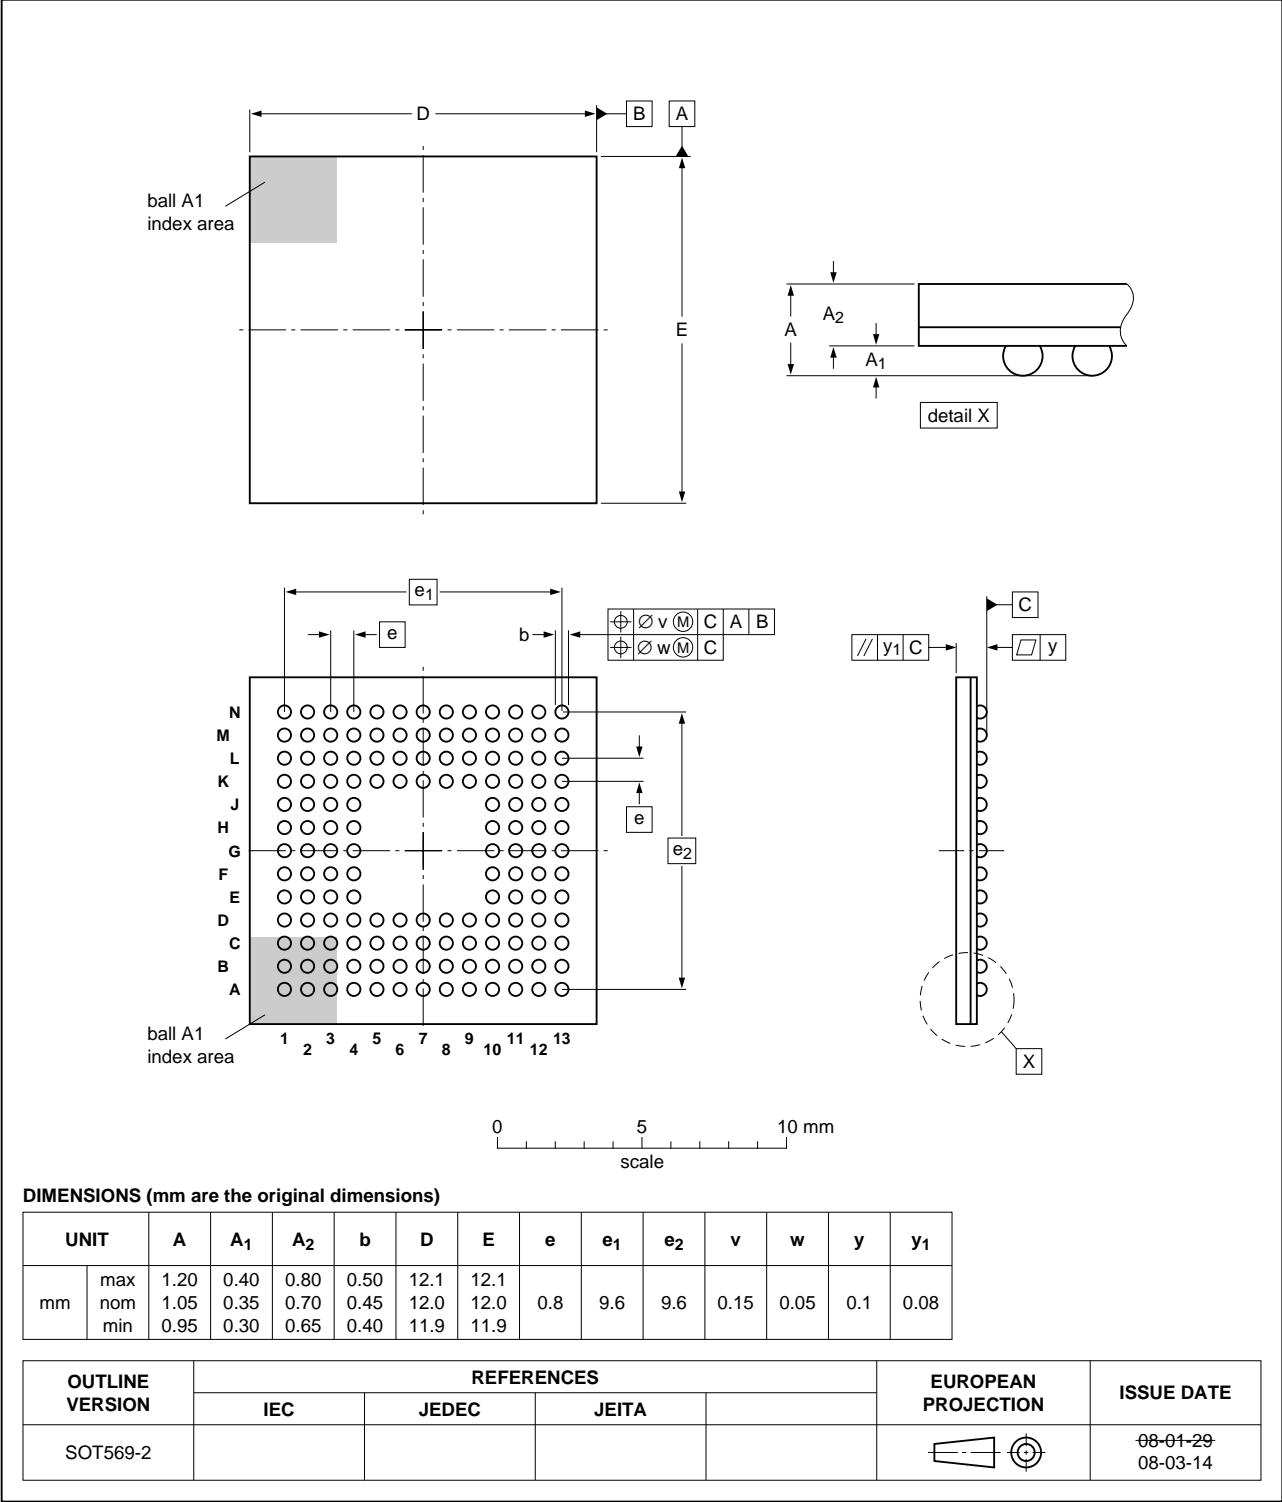 D
B
A
ball A1
index area
E
A
A2
A1
detail X
e1
e
b
⌖ ∅ v Ⓜ C A B
⌖ ∅ w Ⓜ C
C
// y1 C
⏥ y
N
M
L
K
J
H
G
F
E
D
C
B
A
e
e2
ball A1
index area
1 2 3 4 5 6 7 8 9 10 11 12 13
X
0 5 10 mm
scale
DIMENSIONS (mm are the original dimensions)
UNIT A A1 A2 b D E e e1 e2 v w y y1
max 1.20 0.40 0.80 0.50 12.1 12.1
mm nom 1.05 0.35 0.70 0.45 12.0 12.0 0.8 9.6 9.6 0.15 0.05 0.1 0.08
min 0.95 0.30 0.65 0.40 11.9 11.9
OUTLINE
VERSION
REFERENCES
IEC JEDEC JEITA
EUROPEAN
PROJECTION
ISSUE DATE
SOT569-2
08-01-29
08-03-14